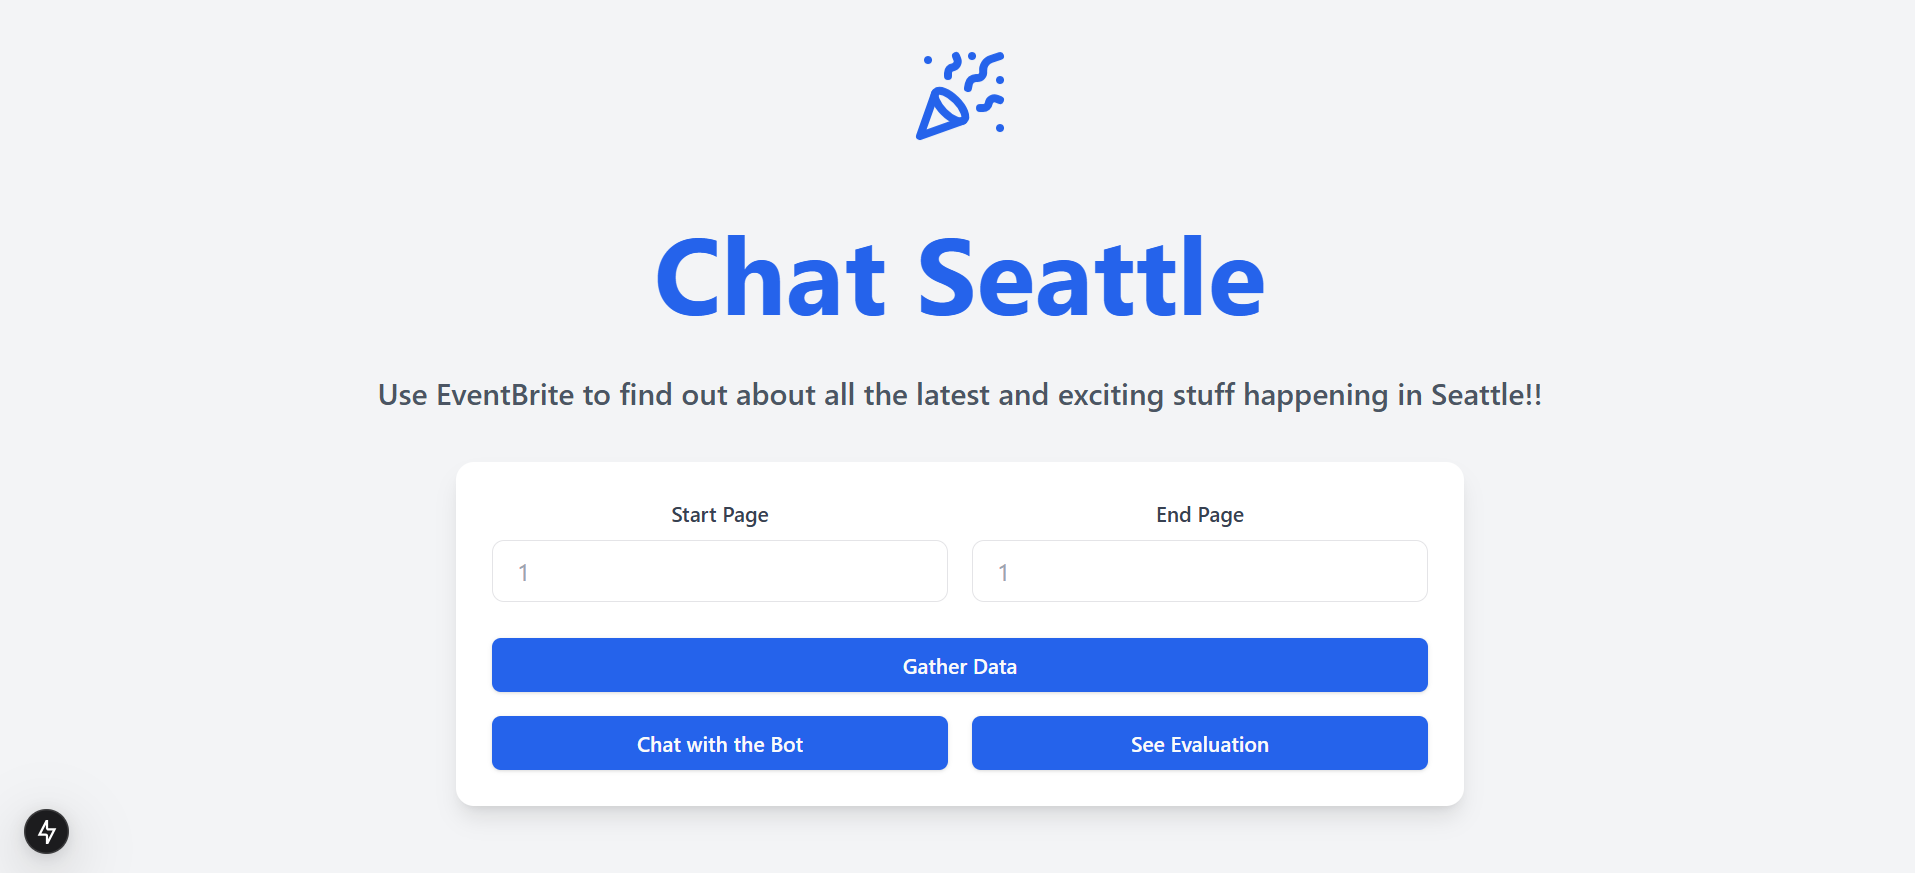 Chat Seattle
Use EventBrite to find out about all the latest and exciting stuff happening in Seattle!!
Start Page
End Page
1
1
Gather Data
Chat with the Bot
See Evaluation